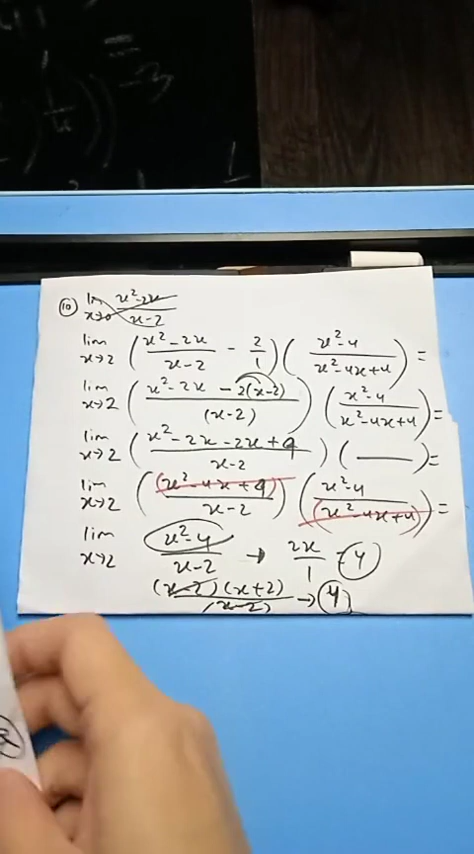 = -3
1/4 ) )
⑩ lim x→0 x²-2x / x-2
lim x→2 ( x²-2x / x-2 - 2/1 ) ( x²-4 / x²-4x+4 ) =
lim x→2 ( x²-2x - 2(x-2) / (x-2) ) ( x²-4 / x²-4x+4 ) =
lim x→2 ( x²-2x-2x+4 / x-2 ) ( — ) =
lim x→2 ( (x²-4x+4) / x-2 ) ( x²-4 / (x²-4x+4) ) =
lim x→2 x²-4 / x-2 → 2x/1 = 4
(x-2)(x+2) / (x-2) → 4